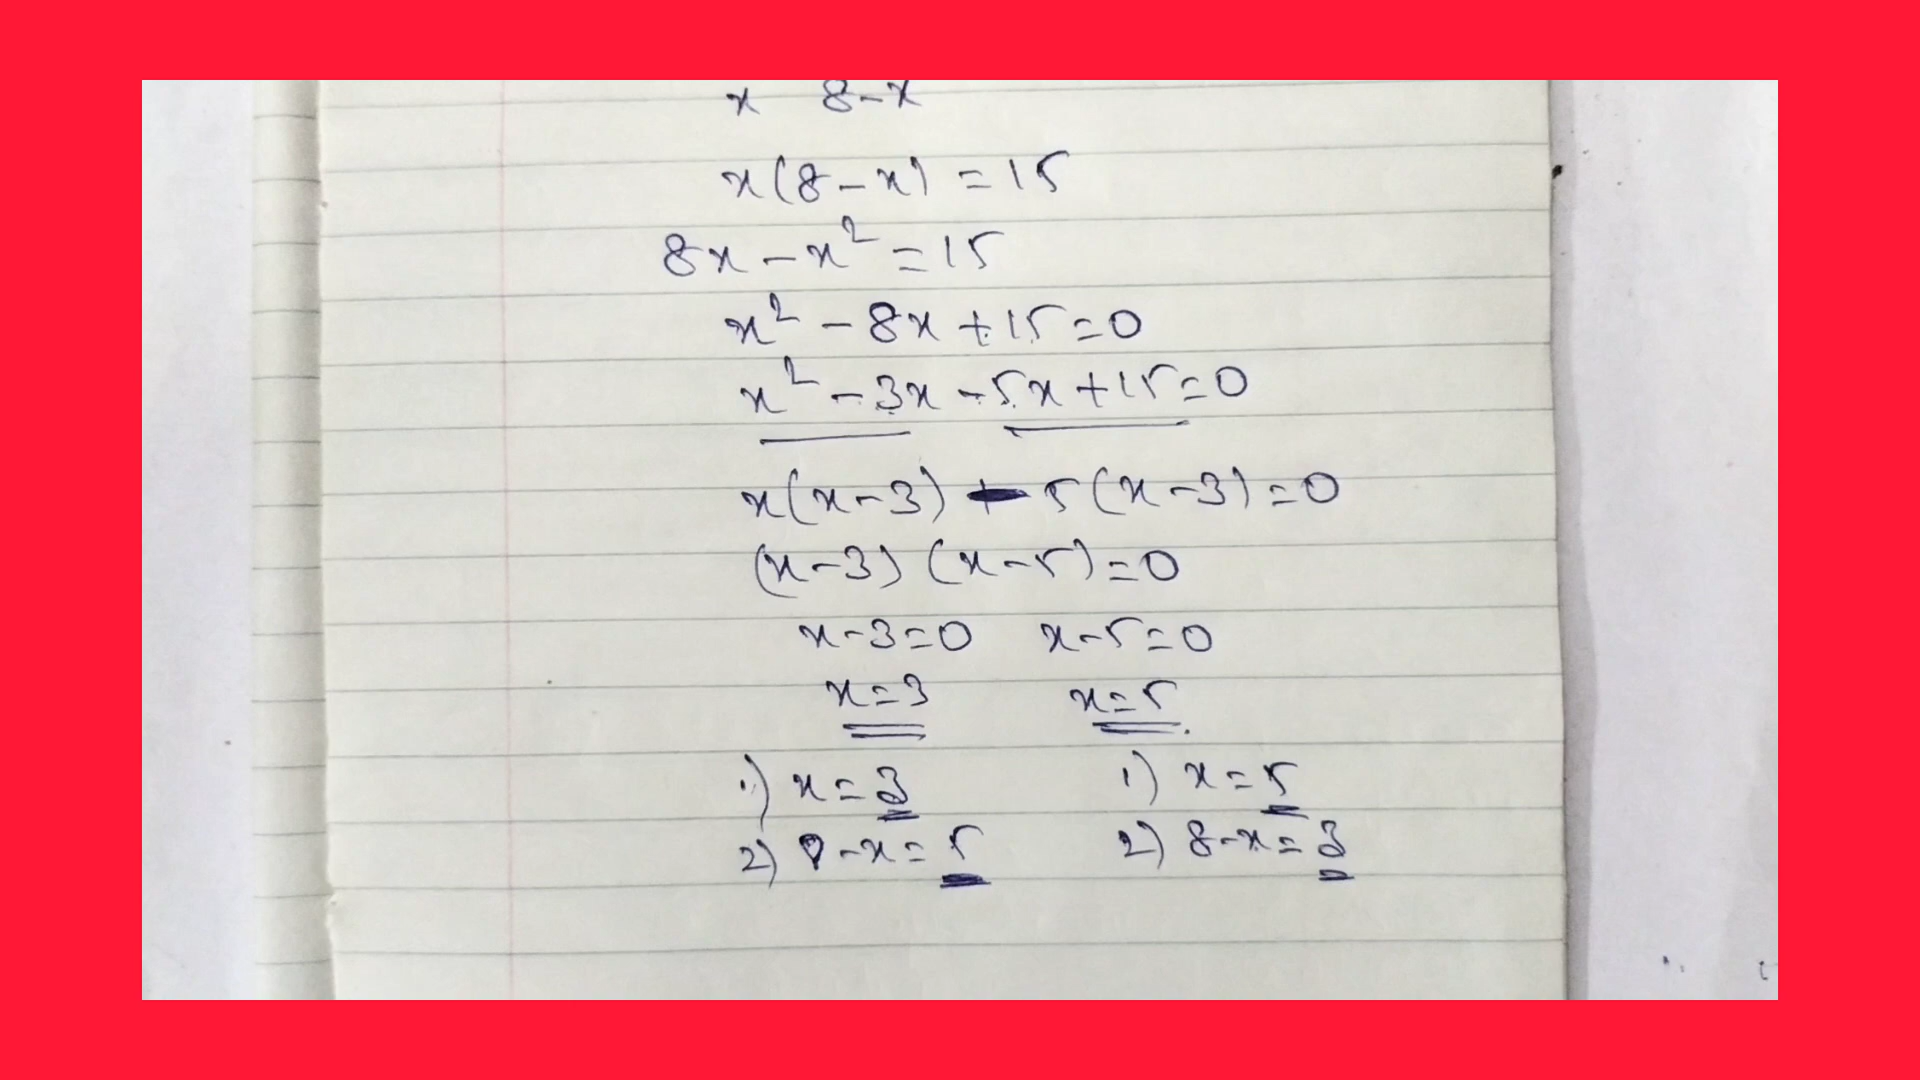 x 8-x
x(8-x) = 15
8x - x² = 15
x² - 8x + 15 = 0
x² - 3x - 5x + 15 = 0
x(x-3) - 5(x-3) = 0
(x-3) (x-5) = 0
x-3=0 x-5=0
x=3 x=5
1) x = 3 1) x = 5
2) 8-x = 5 2) 8-x = 3